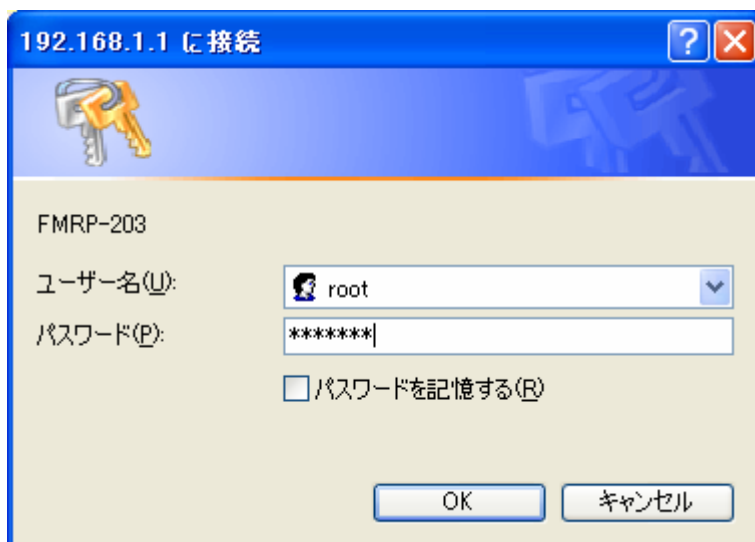 192.168.1.1 に接続
FMRP-203
ユーザー名(U):
root
パスワード(P):
*******
パスワードを記憶する(R)
OK
キャンセル